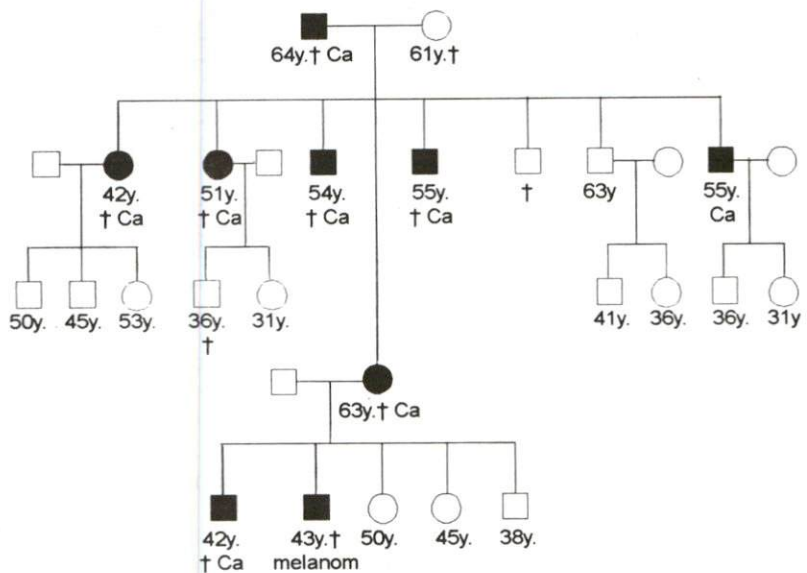 64y.† Ca 61y.†
42y. 51y. 54y. 55y. † 63y 55y.
† Ca † Ca † Ca † Ca Ca
50y. 45y. 53y. 36y. 31y. 41y. 36y. 36y. 31y
†
63y.† Ca
42y. 43y.† 50y. 45y. 38y.
† Ca melanom